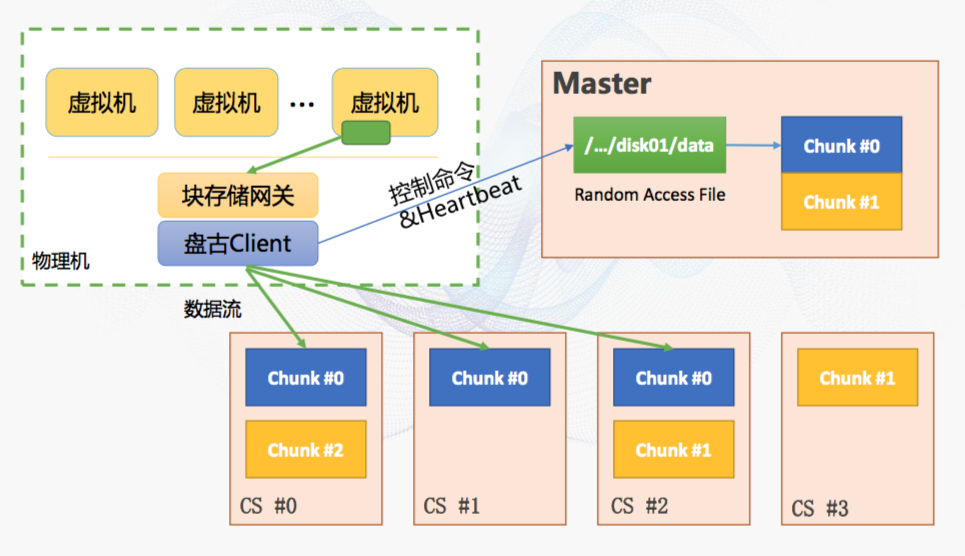 虚拟机
虚拟机
...
虚拟机
块存储网关
盘古Client
物理机
控制命令
&Heartbeat
数据流
Master
/.../disk01/data
Random Access File
Chunk #0
Chunk #1
Chunk #0
Chunk #2
CS #0
Chunk #0
CS #1
Chunk #0
Chunk #1
CS #2
Chunk #1
CS #3